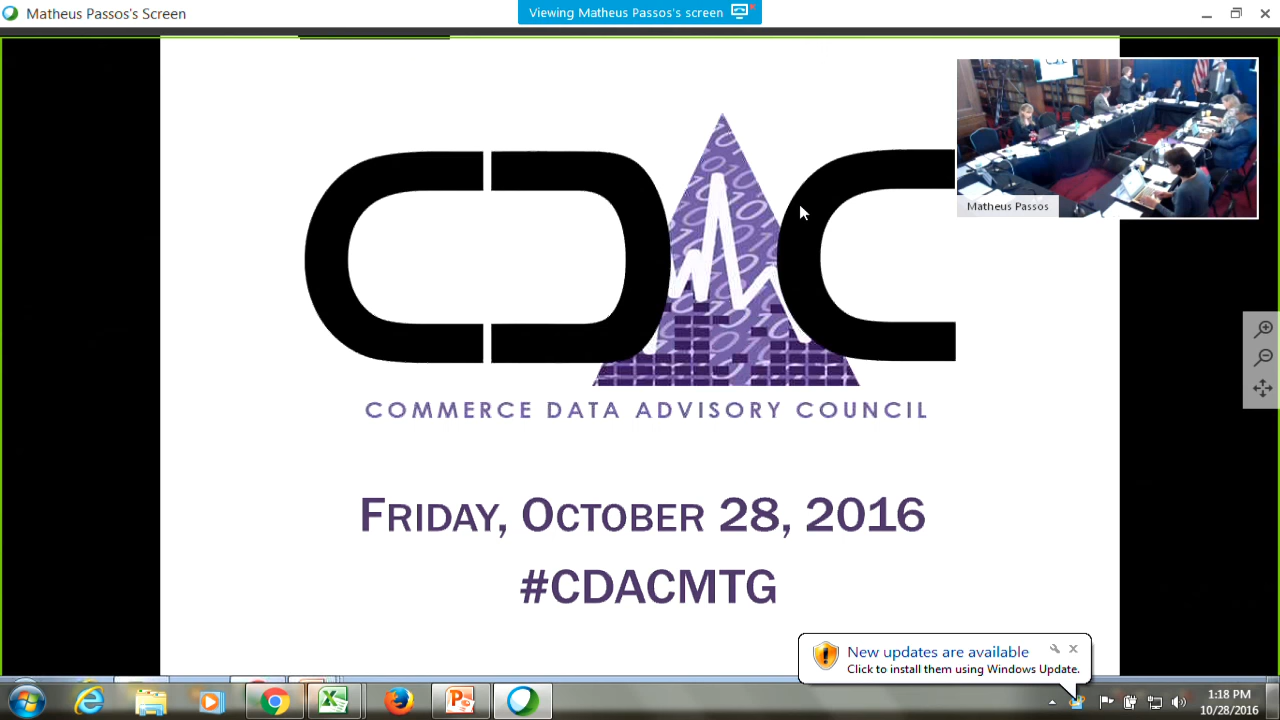 Matheus Passos's Screen
Viewing Matheus Passos's screen
Matheus Passos
CDAC
COMMERCE DATA ADVISORY COUNCIL
FRIDAY, OCTOBER 28, 2016
#CDACMTG
New updates are available
Click to install them using Windows Update.
1:18 PM
10/28/2016